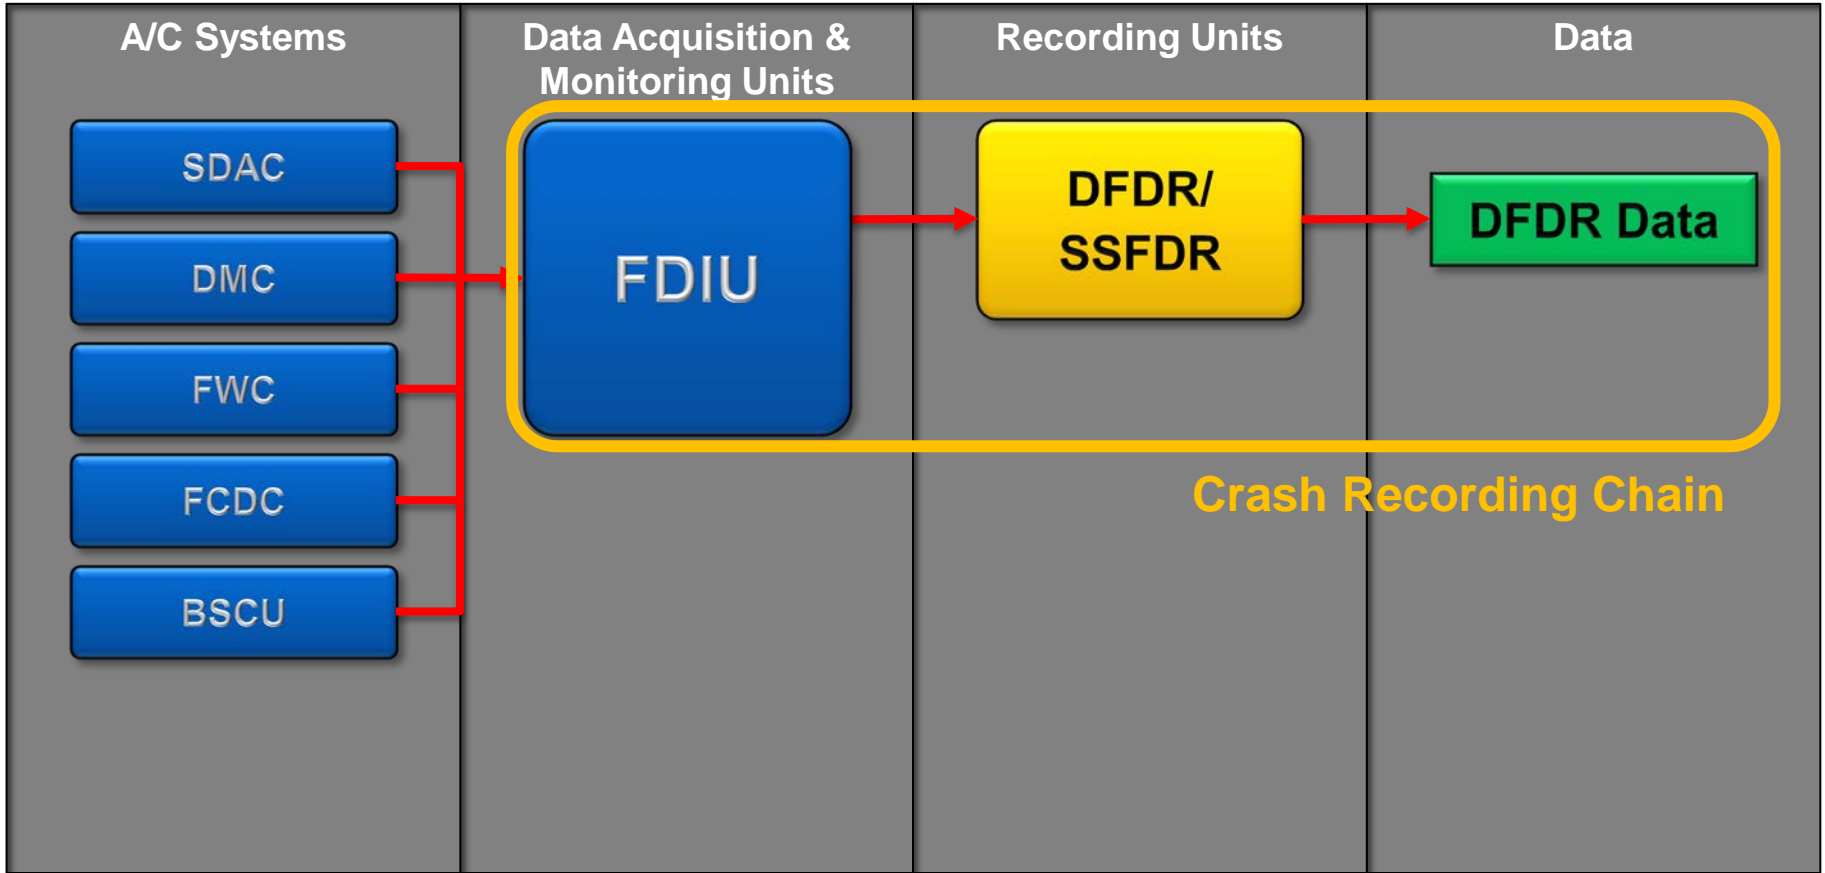 A/C Systems
Data Acquisition &
Monitoring Units
Recording Units
Data
SDAC
DMC
FWC
FCDC
BSCU
FDIU
DFDR/
SSFDR
DFDR Data
Crash Recording Chain